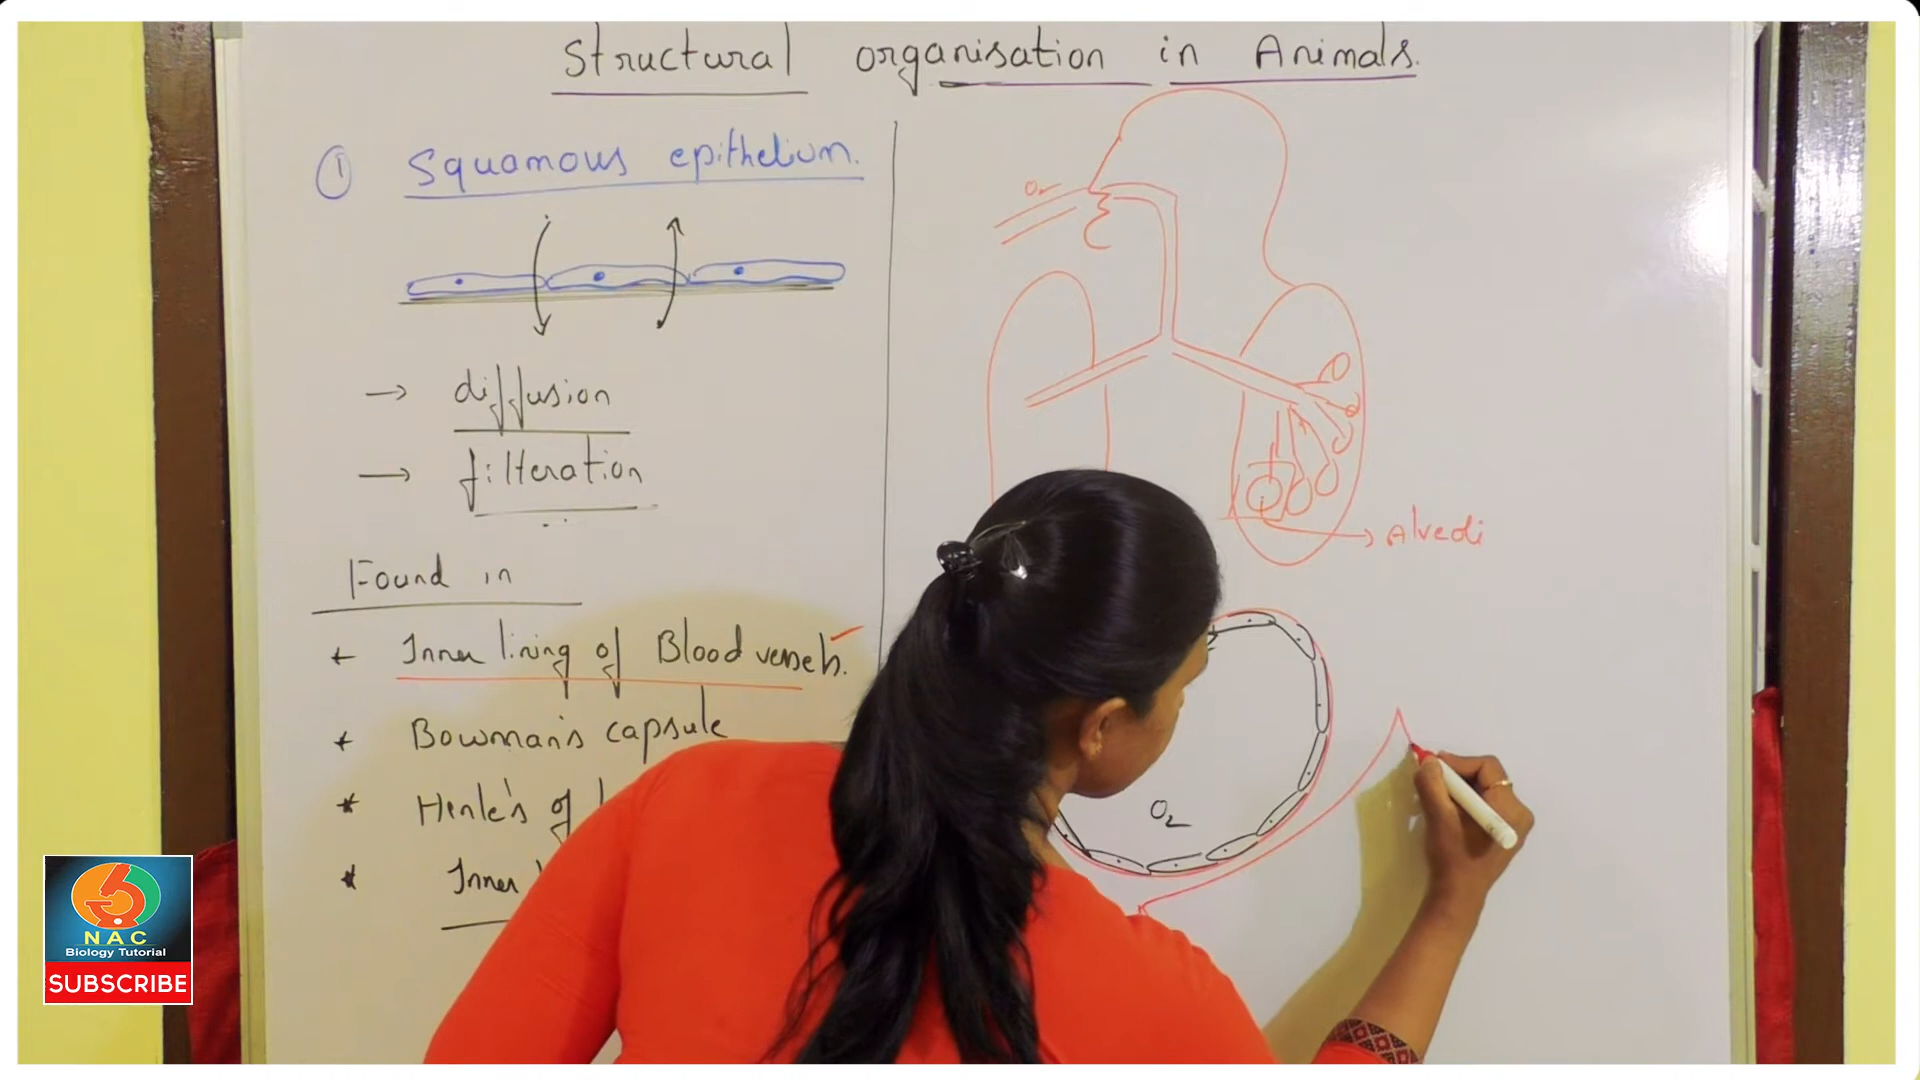 Structural organisation in Animals.
① Squamous epithelium.
→ diffusion
→ filteration
Found in
Inner lining of Blood vessels.
* Bowman's capsule
* Henle's of
* Inner
O₂
→ Alveoli
O₂
NAC
Biology Tutorial
SUBSCRIBE